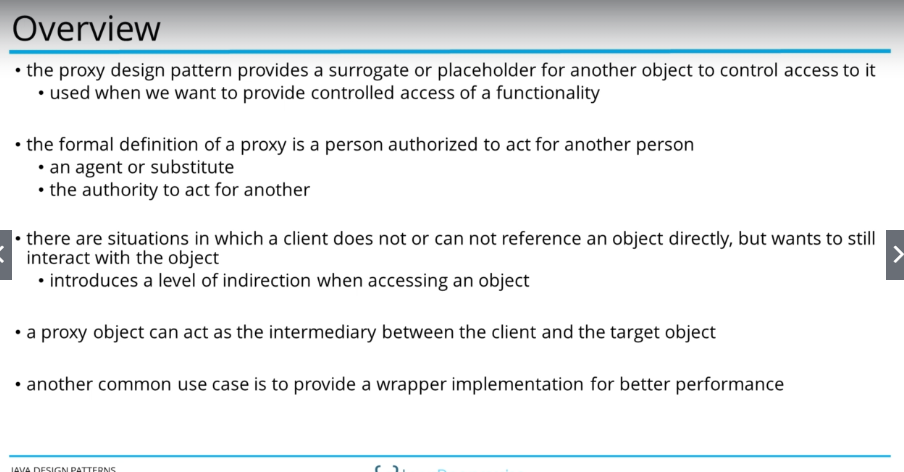 Overview
• the proxy design pattern provides a surrogate or placeholder for another object to control access to it
• used when we want to provide controlled access of a functionality
• the formal definition of a proxy is a person authorized to act for another person
• an agent or substitute
• the authority to act for another
• there are situations in which a client does not or can not reference an object directly, but wants to still
interact with the object
• introduces a level of indirection when accessing an object
• a proxy object can act as the intermediary between the client and the target object
• another common use case is to provide a wrapper implementation for better performance
JAVA DESIGN PATTERNS